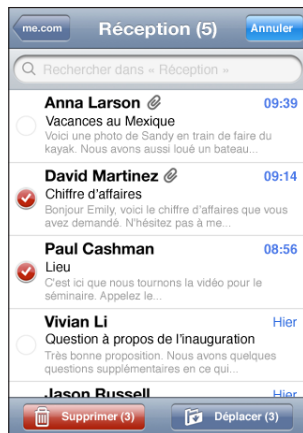 me.com Réception (5) Annuler
Rechercher dans « Réception »
Anna Larson 09:39
Vacances au Mexique
Voici une photo de Sandy en train de faire du
kayak. Nous avons aussi loué un bateau...
David Martinez 09:14
Chiffre d'affaires
Bonjour Emily, voici le chiffre d'affaires que vous
avez demandé. N'hésitez pas à me...
Paul Cashman 08:56
Lieu
C'est ici que nous tournons la vidéo pour le
séminaire. Appelez le...
Vivian Li Hier
Question à propos de l'inauguration
Très bonne proposition. Nous avons quelques
questions supplémentaires en ce qui...
Jason Russell Hier
Supprimer (3) Déplacer (3)